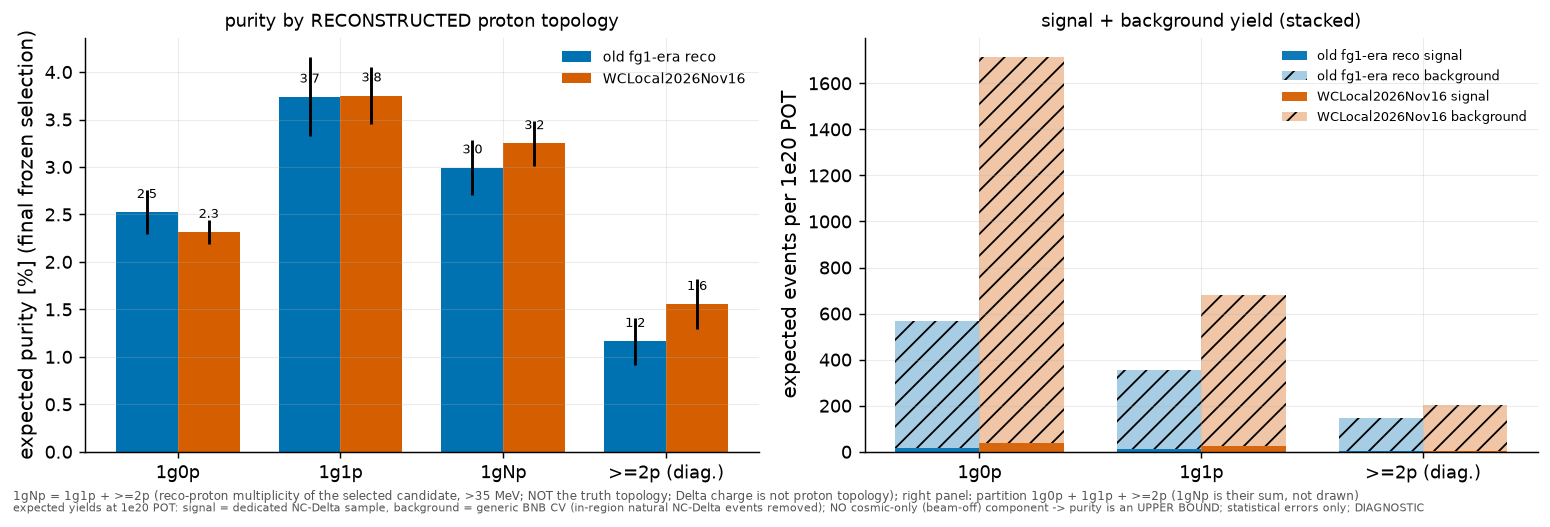 purity by RECONSTRUCTED proton topology
expected purity [%] (final frozen selection)
4.0
3.5
3.0
2.5
2.0
1.5
1.0
0.5
0.0
old fg1-era reco
WCLocal2026Nov16
2.5
2.3
3.7
3.8
3.0
3.2
1.2
1.6
1g0p
1g1p
1gNp
>=2p (diag.)
signal + background yield (stacked)
expected events per 1e20 POT
1600
1400
1200
1000
800
600
400
200
0
old fg1-era reco signal
old fg1-era reco background
WCLocal2026Nov16 signal
WCLocal2026Nov16 background
1g0p
1g1p
>=2p (diag.)
1gNp = 1g1p + >=2p (reco-proton multiplicity of the selected candidate, >35 MeV; NOT the truth topology; Delta charge is not proton topology); right panel: partition 1g0p + 1g1p + >=2p (1gNp is their sum, not drawn)
expected yields at 1e20 POT: signal = dedicated NC-Delta sample, background = generic BNB CV (in-region natural NC-Delta events removed); NO cosmic-only (beam-off) component -> purity is an UPPER BOUND; statistical errors only; DIAGNOSTIC